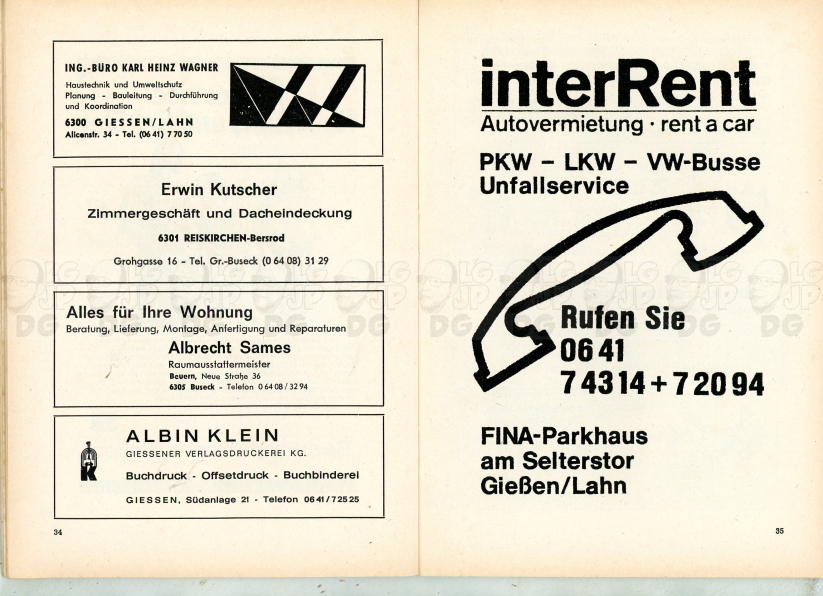 ING.-BÜRO KARL HEINZ WAGNER
Haustechnik und Umweltschutz
Planung - Bauleitung - Durchführung
und Koordination
6300 GIESSEN/LAHN
Alicenstr. 34 - Tel. (06 41) 7 70 50
Erwin Kutscher
Zimmergeschäft und Dacheindeckung
6301 REISKIRCHEN-Bersrod
Grohgasse 16 - Tel. Gr.-Buseck (0 64 08) 31 29
Alles für Ihre Wohnung
Beratung, Lieferung, Montage, Anfertigung und Reparaturen
Albrecht Sames
Raumausstattermeister
Beuern, Neue Straße 36
6305 Buseck - Telefon 0 64 08 / 32 94
ALBIN KLEIN
GIESSENER VERLAGSDRUCKEREI KG.
Buchdruck - Offsetdruck - Buchbinderei
GIESSEN, Südanlage 21 - Telefon 06 41 / 7 25 25
34
interRent
Autovermietung · rent a car
PKW – LKW – VW-Busse
Unfallservice
Rufen Sie
06 41
7 43 14 + 7 20 94
FINA-Parkhaus
am Selterstor
Gießen/Lahn
35
LG JP DG